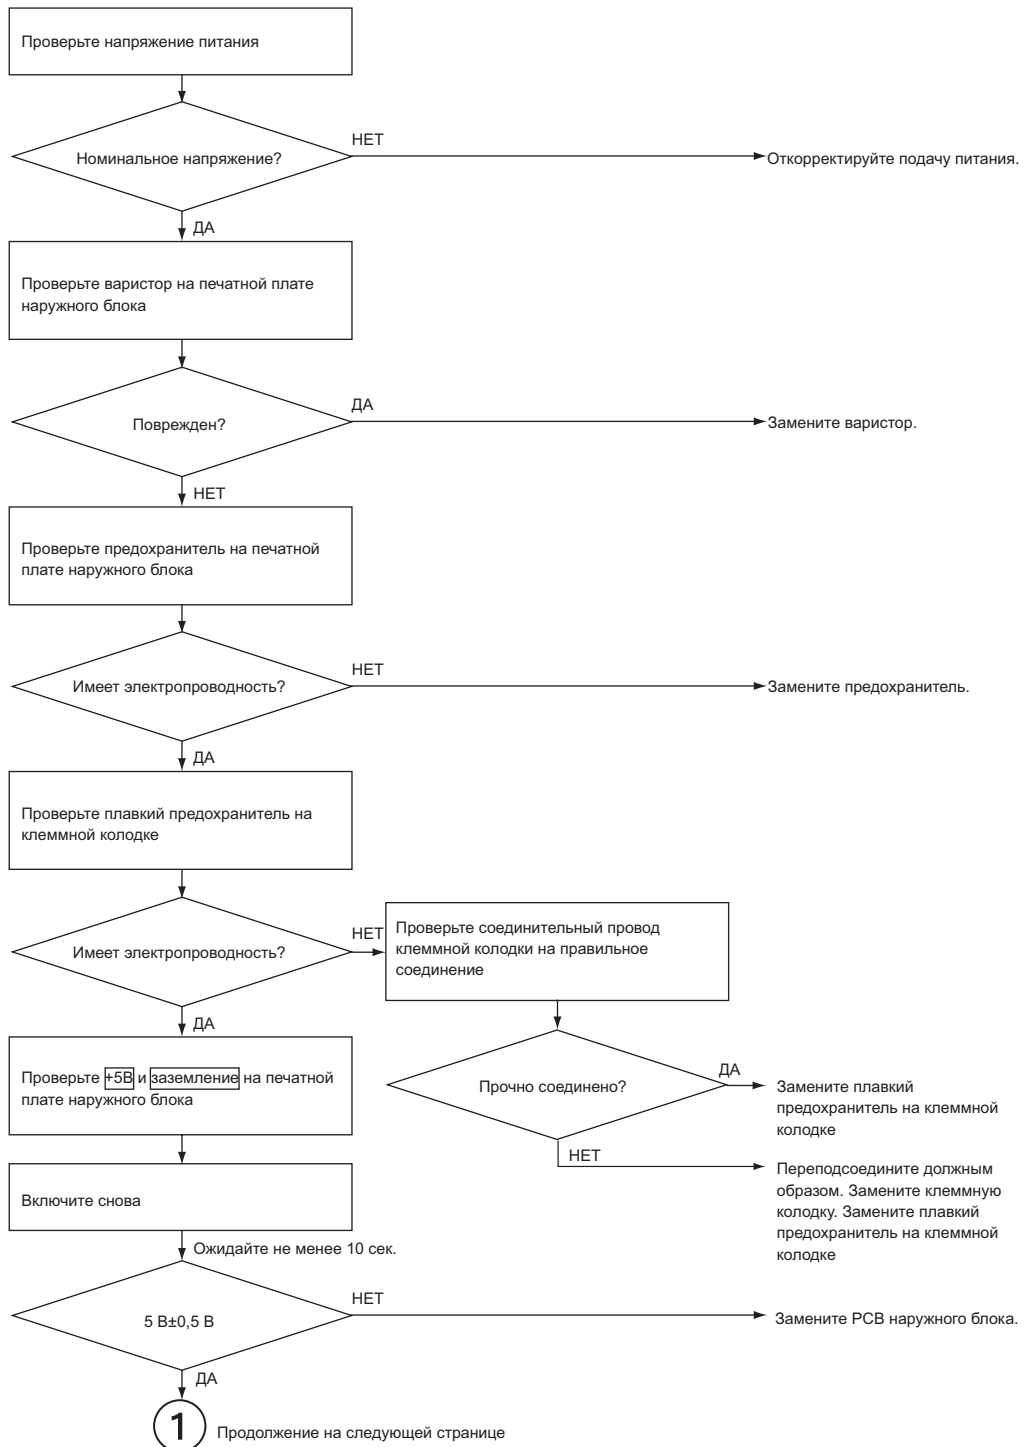 Проверьте напряжение питания
НЕТ
Номинальное напряжение?
Откорректируйте подачу питания.
ДА
Проверьте варистор на печатной плате
наружного блока
ДА
Поврежден?
Замените варистор.
НЕТ
Проверьте предохранитель на печатной
плате наружного блока
НЕТ
Имеет электропроводность?
Замените предохранитель.
ДА
Проверьте плавкий предохранитель на
клеммной колодке
НЕТ
Имеет электропроводность?
Проверьте соединительный провод
клеммной колодки на правильное
соединение
ДА
Проверьте +5В и заземление на печатной
плате наружного блока
Прочно соединено?
ДА
Замените плавкий
предохранитель на клеммной
колодке
НЕТ
Переподсоедините должным
образом. Замените клеммную
колодку. Замените плавкий
предохранитель на клеммной
колодке
Включите снова
Ожидайте не менее 10 сек.
НЕТ
5 В±0,5 В
Замените PCB наружного блока.
ДА
1
Продолжение на следующей странице